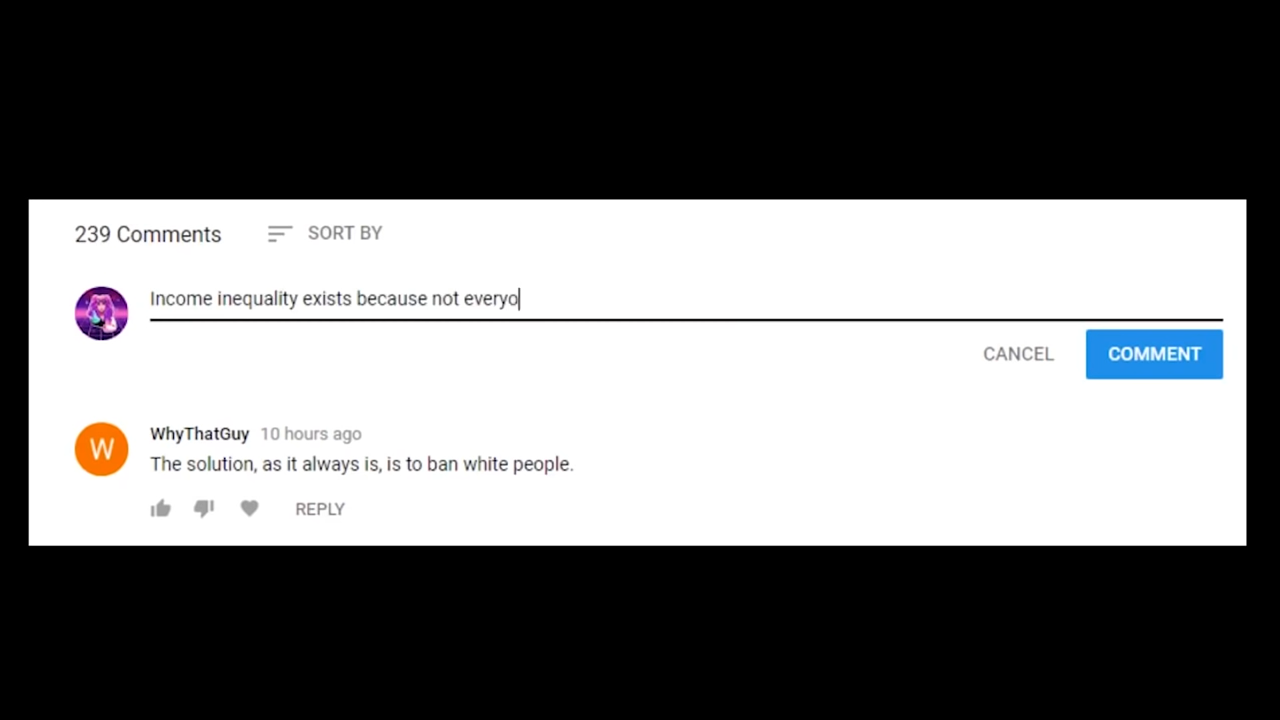 239 Comments SORT BY
Income inequality exists because not everyo
CANCEL COMMENT
W
WhyThatGuy 10 hours ago
The solution, as it always is, is to ban white people.
REPLY